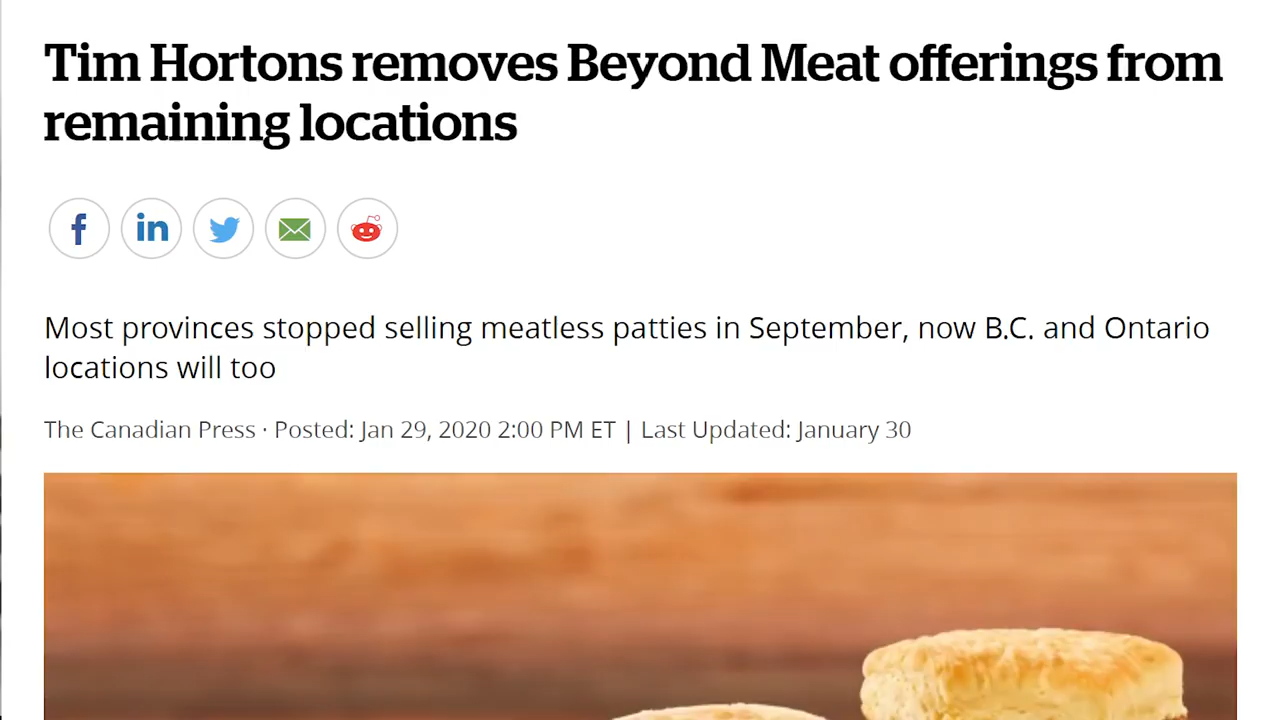 Tim Hortons removes Beyond Meat offerings from
remaining locations
f
in
Most provinces stopped selling meatless patties in September, now B.C. and Ontario
locations will too
The Canadian Press · Posted: Jan 29, 2020 2:00 PM ET | Last Updated: January 30